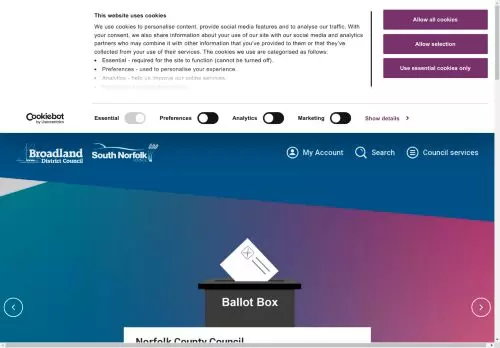 This website uses cookies
We use cookies to personalise content, provide social media features and to analyse our traffic. With
your consent, we also share information about your use of our site with our social media and analytics
partners who may combine it with other information that you've provided to them or that they've
collected from your use of their services. The cookies we use are categorised as follows:
Essential - required for the site to function (cannot be turned off).
Preferences - used to personalise your experience.
Analytics - help us improve our online services.
Allow all cookies
Allow selection
Use essential cookies only
Cookiebot
by Usercentrics
Essential
Preferences
Analytics
Marketing
Show details
Broadland
District Council
South Norfolk
COUNCIL
My Account
Search
Council services
Ballot Box
Norfolk County Council